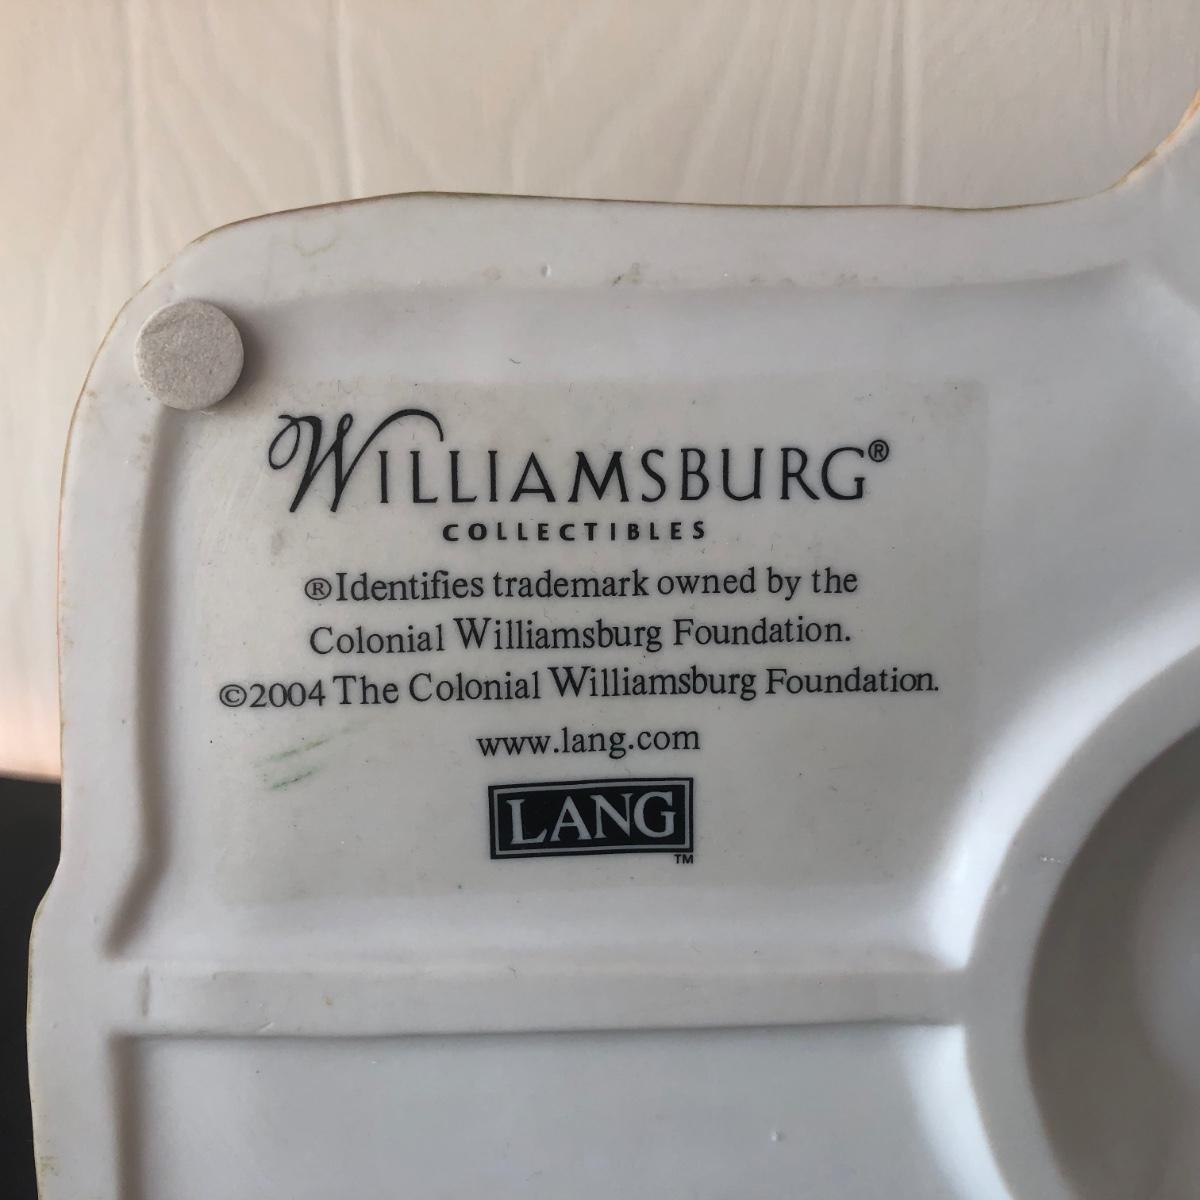 WILLIAMSBURG®
COLLECTIBLES
®Identifies trademark owned by the
Colonial Williamsburg Foundation.
©2004 The Colonial Williamsburg Foundation.
www.lang.com
LANG
TM